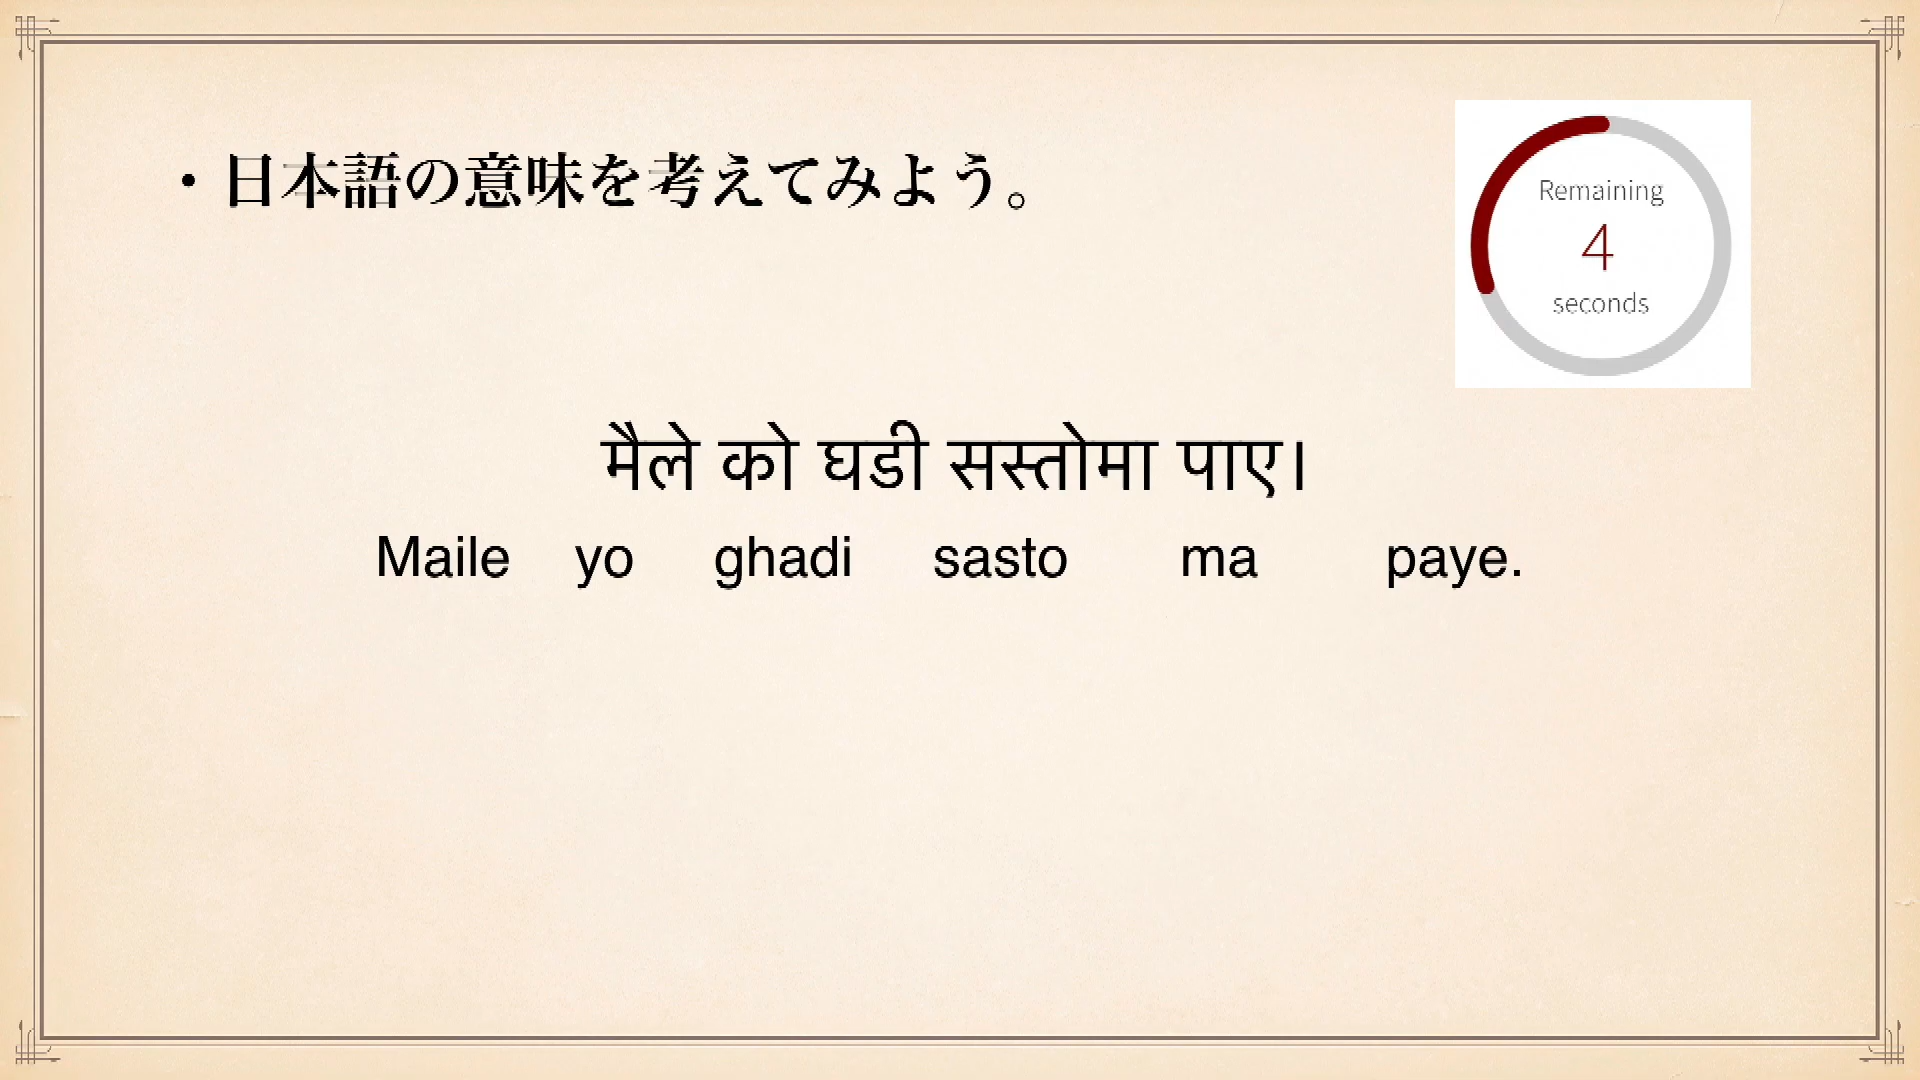 ・日本語の意味を考えてみよう。
Remaining
4
seconds
मैले को घडी सस्तोमा पाए।
Maile yo ghadi sasto ma paye.